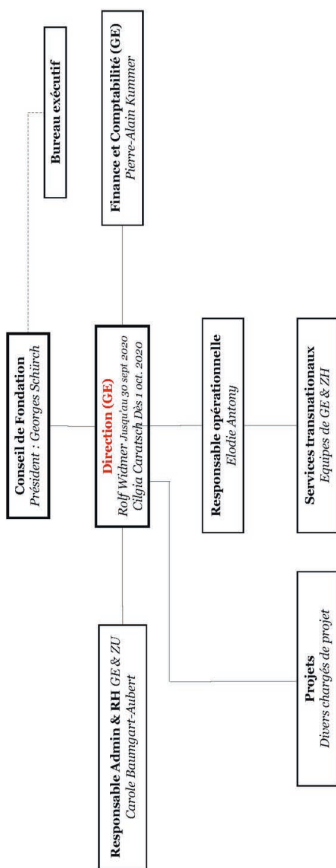 Conseil de Fondation
Président : Georges Schürch
Bureau exécutif
Responsable Admin & RH GE & ZU
Carole Baumgart-Aubert
Direction (GE)
Rolf Widmer Jusqu'au 30 sept 2020
Cilgia Caratsch Dès 1 oct. 2020
Finance et Comptabilité (GE)
Pierre-Alain Kummer
Responsable opérationnelle
Elodie Antony
Projets
Divers chargés de projet
Services transnationaux
Equipes de GE & ZH